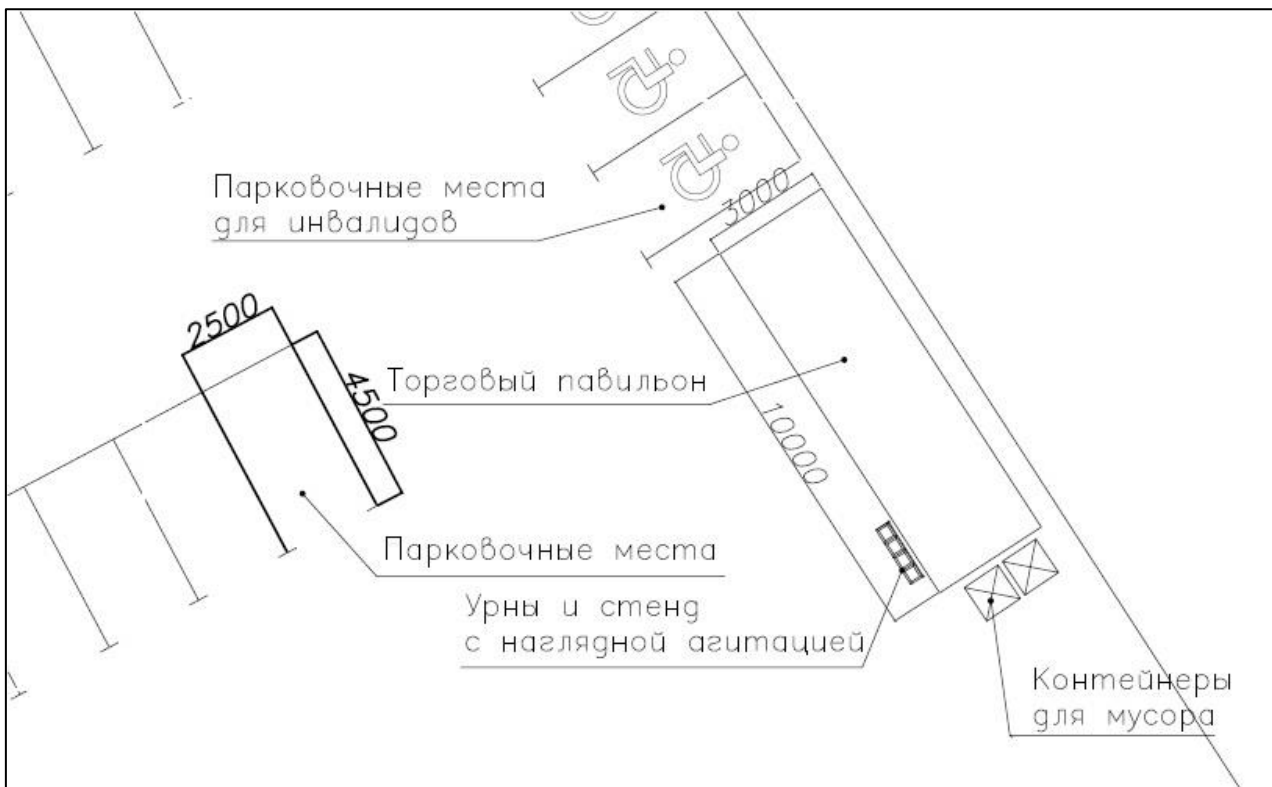 Парковочные места
для инвалидов
3000
2500
4500
Торговый павильон
10000
Парковочные места
Урны и стенд
с наглядной агитацией
Контейнеры
для мусора